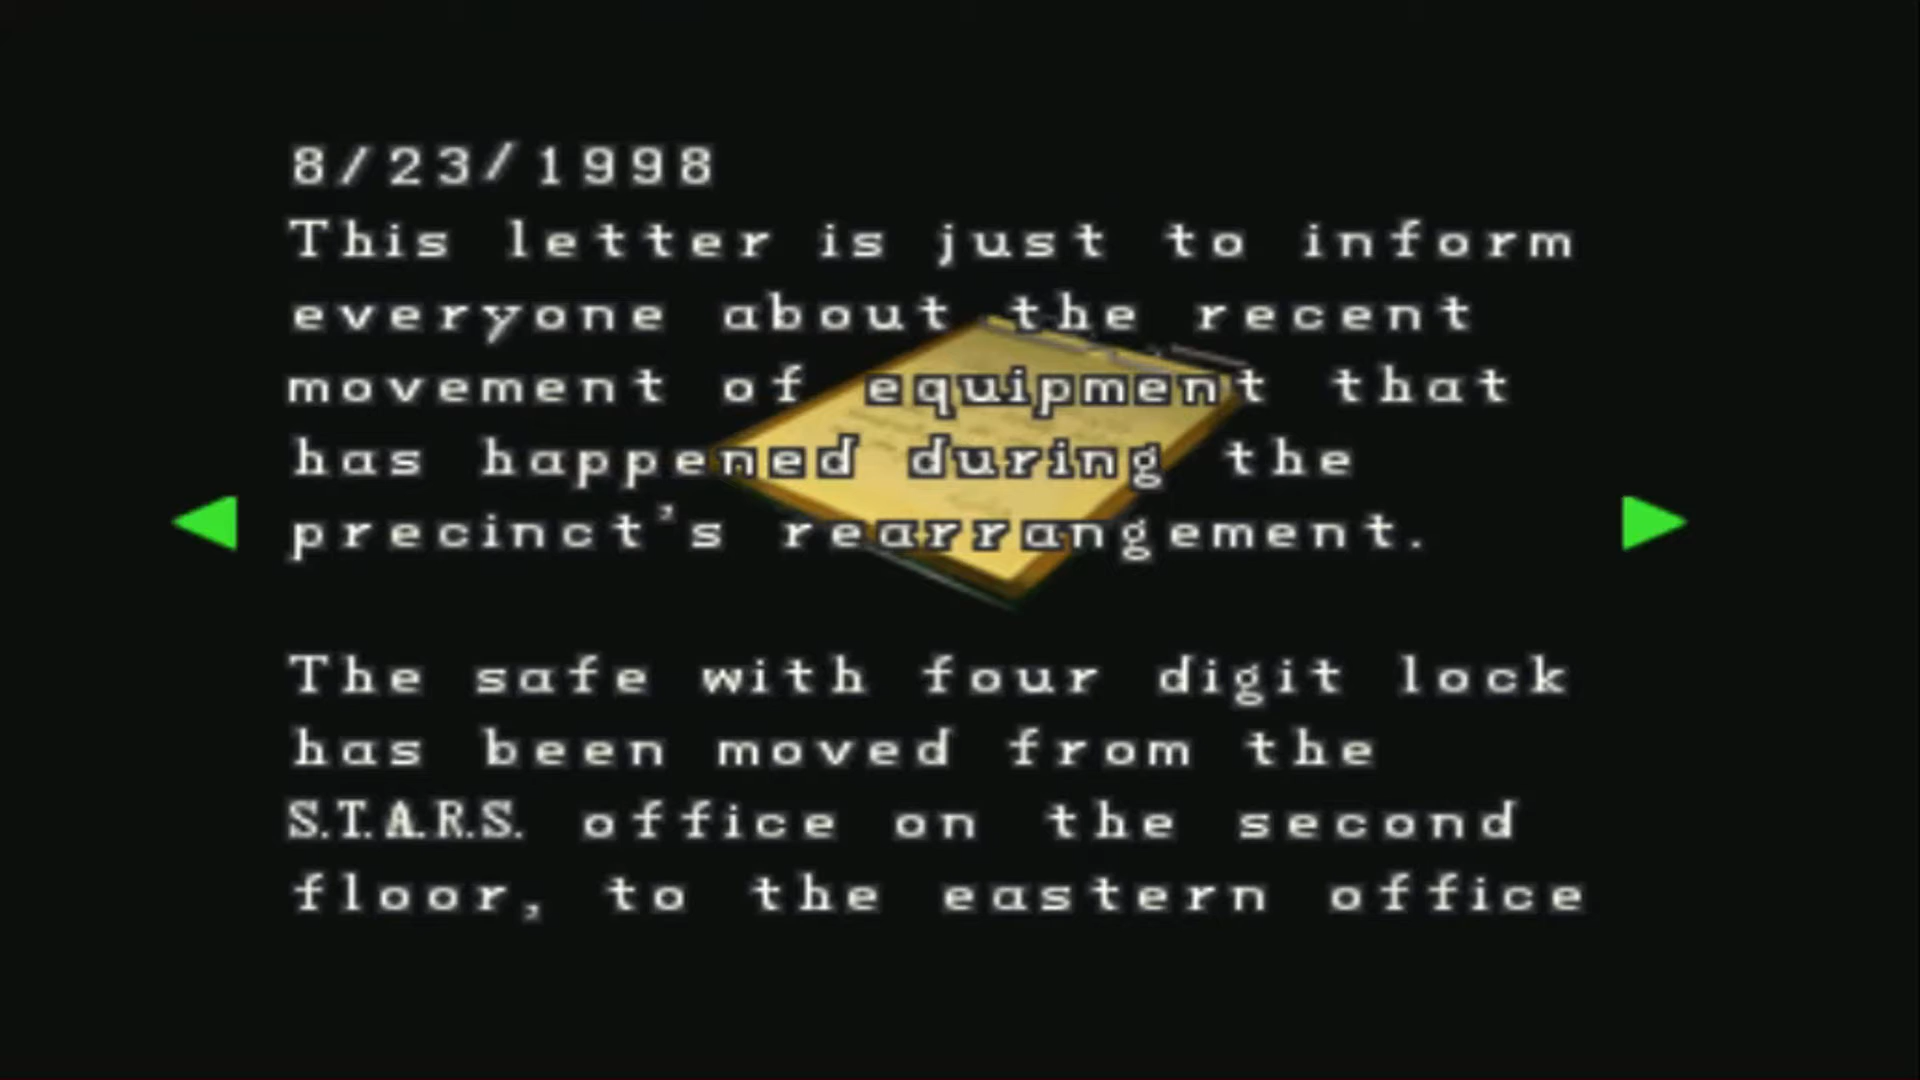 8/23/1998
This letter is just to inform
everyone about the recent
movement of equipment that
has happened during the
precinct's rearrangement.
The safe with four digit lock
has been moved from the
S.T.A.R.S. office on the second
floor, to the eastern office